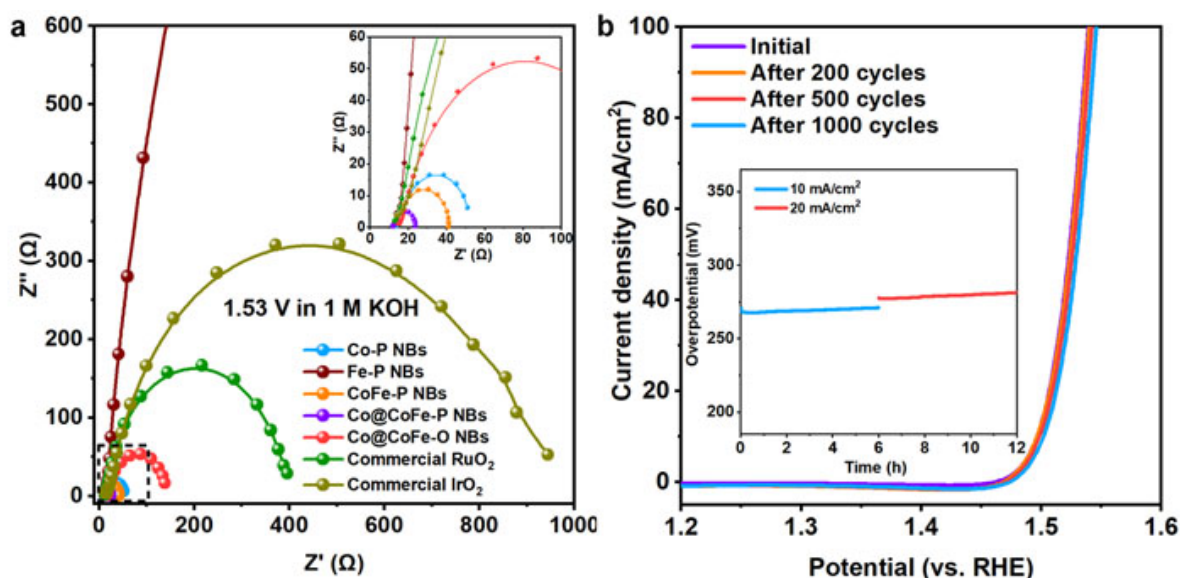 a
600
500
400
300
200
100
0
Z'' (Ω)
0 200 400 600 800 1000
Z' (Ω)
60
50
40
30
20
10
0
Z'' (Ω)
0 20 40 60 80 100
Z' (Ω)
1.53 V in 1 M KOH
Co-P NBs
Fe-P NBs
CoFe-P NBs
Co@CoFe-P NBs
Co@CoFe-O NBs
Commercial RuO₂
Commercial IrO₂
b
100
80
60
40
20
0
Current density (mA/cm²)
1.2 1.3 1.4 1.5 1.6
Potential (vs. RHE)
Initial
After 200 cycles
After 500 cycles
After 1000 cycles
350
300
250
200
Overpotential (mV)
10 mA/cm²
20 mA/cm²
0 2 4 6 8 10 12
Time (h)